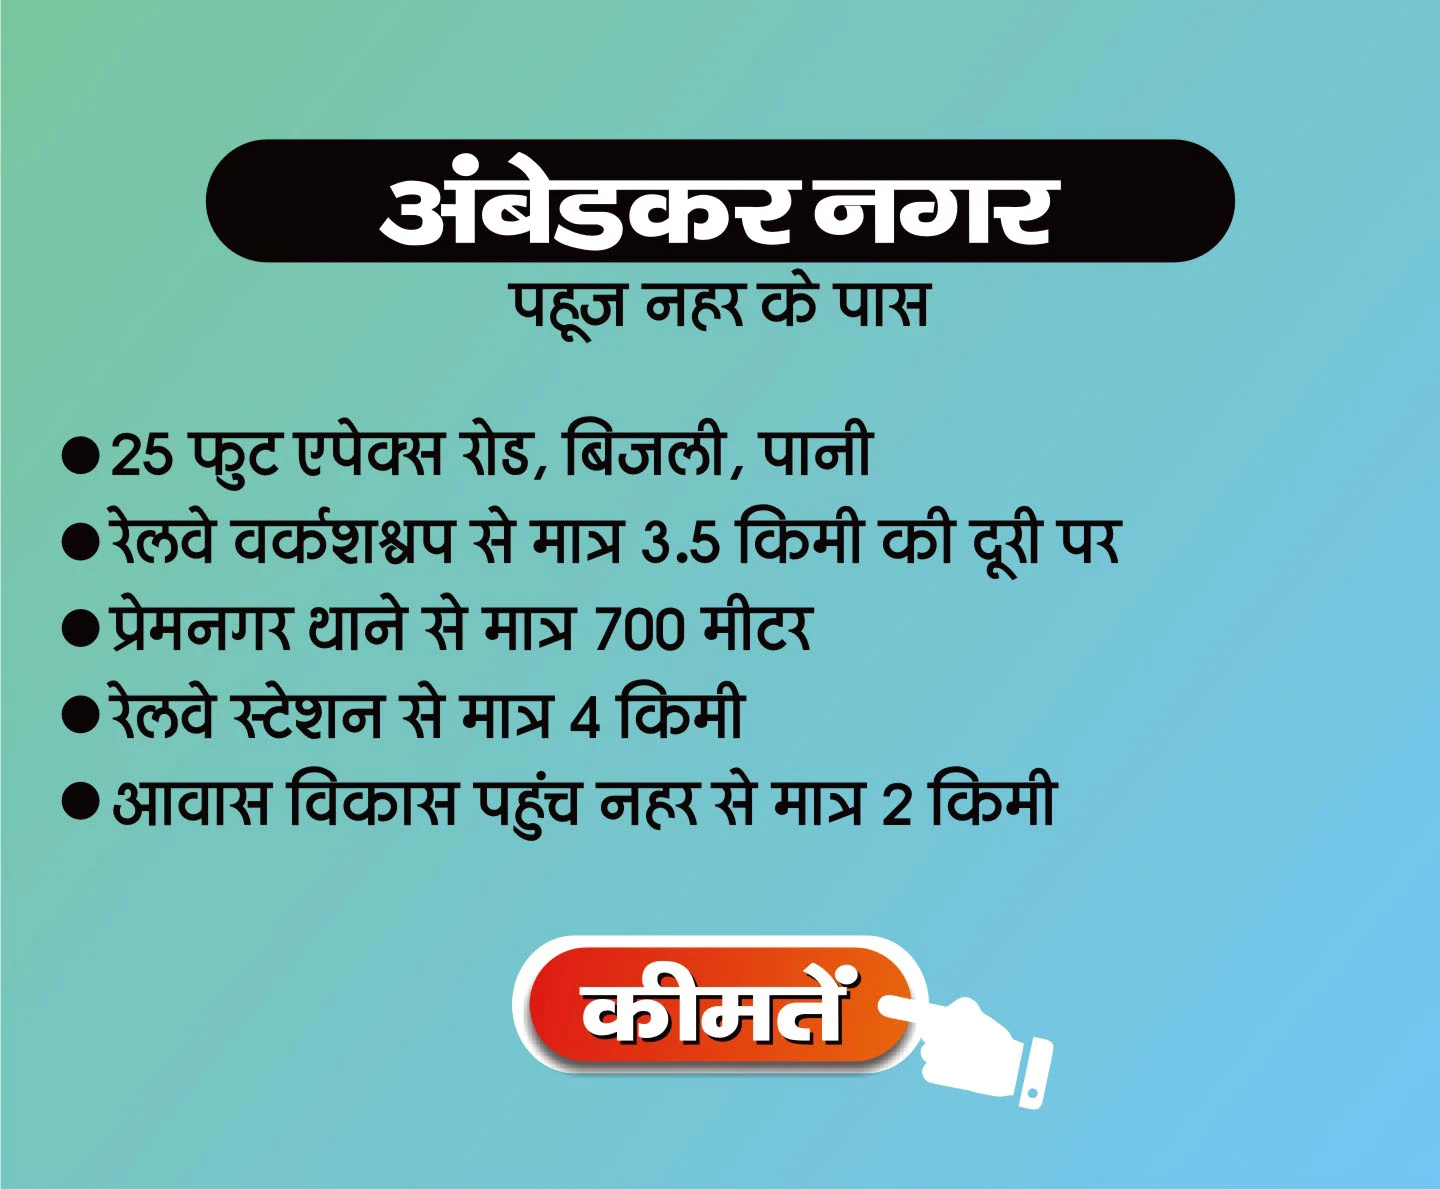 अंबेडकर नगर
पहूज नहर के पास
● 25 फुट एपेक्स रोड, बिजली, पानी
● रेलवे वर्कशश्वप से मात्र 3.5 किमी की दूरी पर
● प्रेमनगर थाने से मात्र 700 मीटर
● रेलवे स्टेशन से मात्र 4 किमी
● आवास विकास पहुंच नहर से मात्र 2 किमी
कीमतें